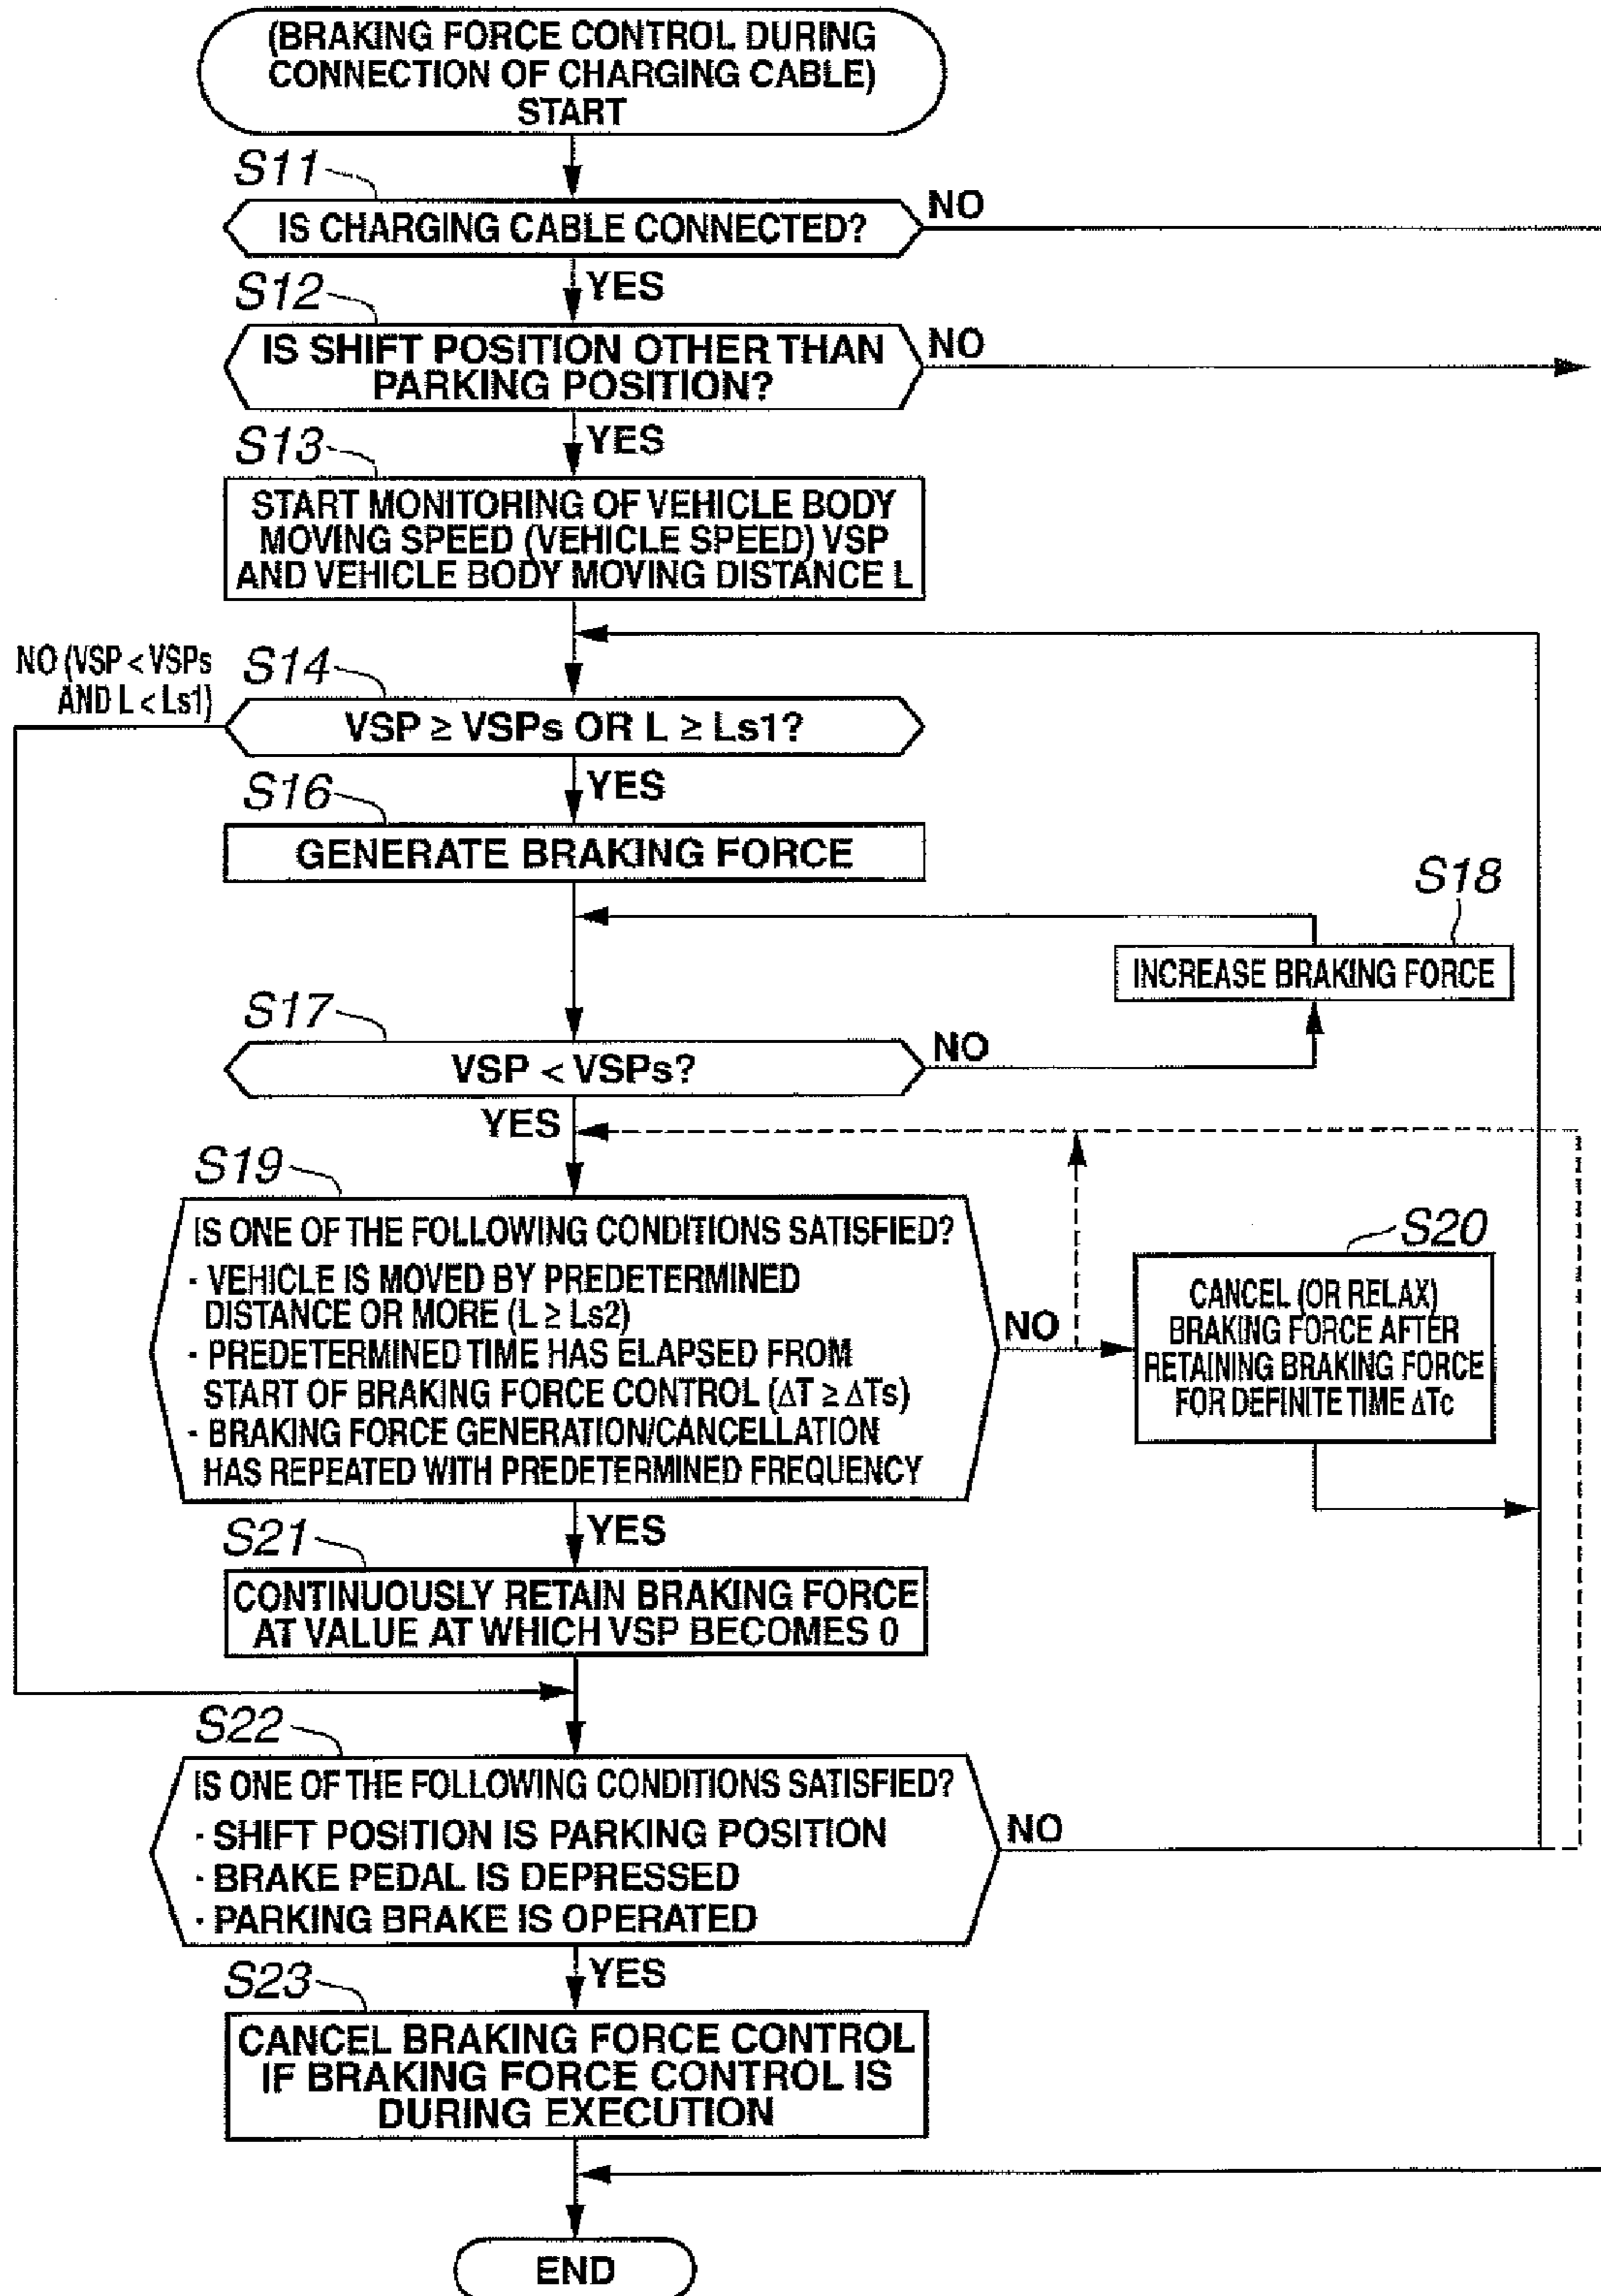 (BRAKING FORCE CONTROL DURING
CONNECTION OF CHARGING CABLE)
START
S11
IS CHARGING CABLE CONNECTED?
NO
YES
S12
IS SHIFT POSITION OTHER THAN
PARKING POSITION?
NO
YES
S13
START MONITORING OF VEHICLE BODY
MOVING SPEED (VEHICLE SPEED) VSP
AND VEHICLE BODY MOVING DISTANCE L
NO (VSP < VSPs
AND L < Ls1)
S14
VSP ≥ VSPs OR L ≥ Ls1?
YES
S16
GENERATE BRAKING FORCE
S18
INCREASE BRAKING FORCE
S17
VSP < VSPs?
NO
YES
S19
IS ONE OF THE FOLLOWING CONDITIONS SATISFIED?
- VEHICLE IS MOVED BY PREDETERMINED
DISTANCE OR MORE (L ≥ Ls2)
- PREDETERMINED TIME HAS ELAPSED FROM
START OF BRAKING FORCE CONTROL (ΔT ≥ ΔTs)
- BRAKING FORCE GENERATION/CANCELLATION
HAS REPEATED WITH PREDETERMINED FREQUENCY
NO
S20
CANCEL (OR RELAX)
BRAKING FORCE AFTER
RETAINING BRAKING FORCE
FOR DEFINITE TIME ΔTc
YES
S21
CONTINUOUSLY RETAIN BRAKING FORCE
AT VALUE AT WHICH VSP BECOMES 0
S22
IS ONE OF THE FOLLOWING CONDITIONS SATISFIED?
- SHIFT POSITION IS PARKING POSITION
- BRAKE PEDAL IS DEPRESSED
- PARKING BRAKE IS OPERATED
NO
YES
S23
CANCEL BRAKING FORCE CONTROL
IF BRAKING FORCE CONTROL IS
DURING EXECUTION
END